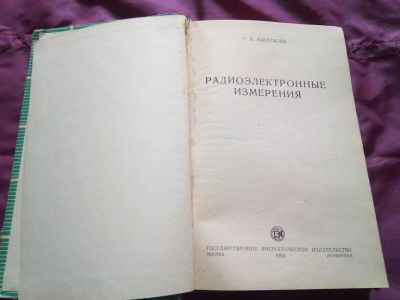 Г. Я. МИРСКИЙ
РАДИОЭЛЕКТРОННЫЕ
ИЗМЕРЕНИЯ
ГОСУДАРСТВЕННОЕ ЭНЕРГЕТИЧЕСКОЕ ИЗДАТЕЛЬСТВО
МОСКВА ЛЕНИНГРАД